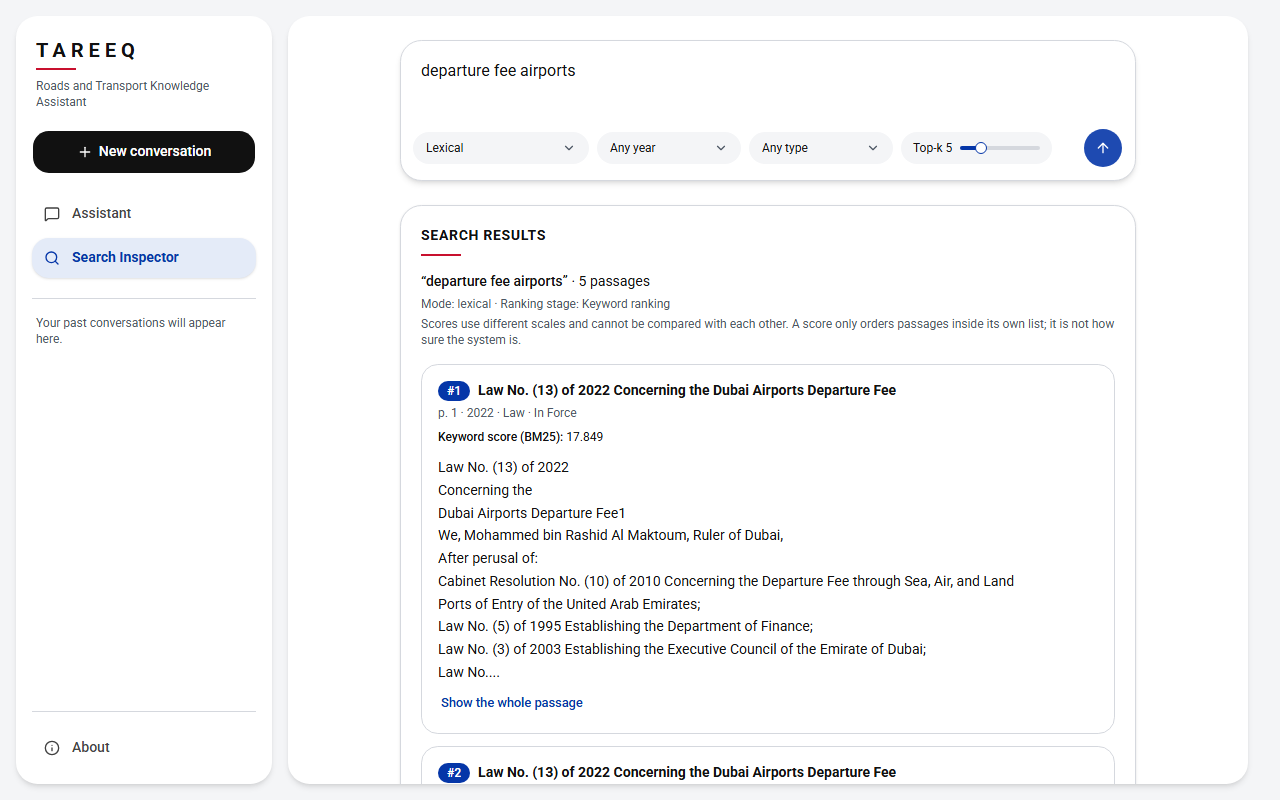 TAREEQ
Roads and Transport Knowledge
Assistant
New conversation
Assistant
Search Inspector
Your past conversations will appear
here.
About
departure fee airports
Lexical
Any year
Any type
Top-k 5
SEARCH RESULTS
“departure fee airports” · 5 passages
Mode: lexical · Ranking stage: Keyword ranking
Scores use different scales and cannot be compared with each other. A score only orders passages inside its own list; it is not how
sure the system is.
#1 Law No. (13) of 2022 Concerning the Dubai Airports Departure Fee
p. 1 · 2022 · Law · In Force
Keyword score (BM25): 17.849
Law No. (13) of 2022
Concerning the
Dubai Airports Departure Fee1
We, Mohammed bin Rashid Al Maktoum, Ruler of Dubai,
After perusal of:
Cabinet Resolution No. (10) of 2010 Concerning the Departure Fee through Sea, Air, and Land
Ports of Entry of the United Arab Emirates;
Law No. (5) of 1995 Establishing the Department of Finance;
Law No. (3) of 2003 Establishing the Executive Council of the Emirate of Dubai;
Law No....
Show the whole passage
#2 Law No. (13) of 2022 Concerning the Dubai Airports Departure Fee